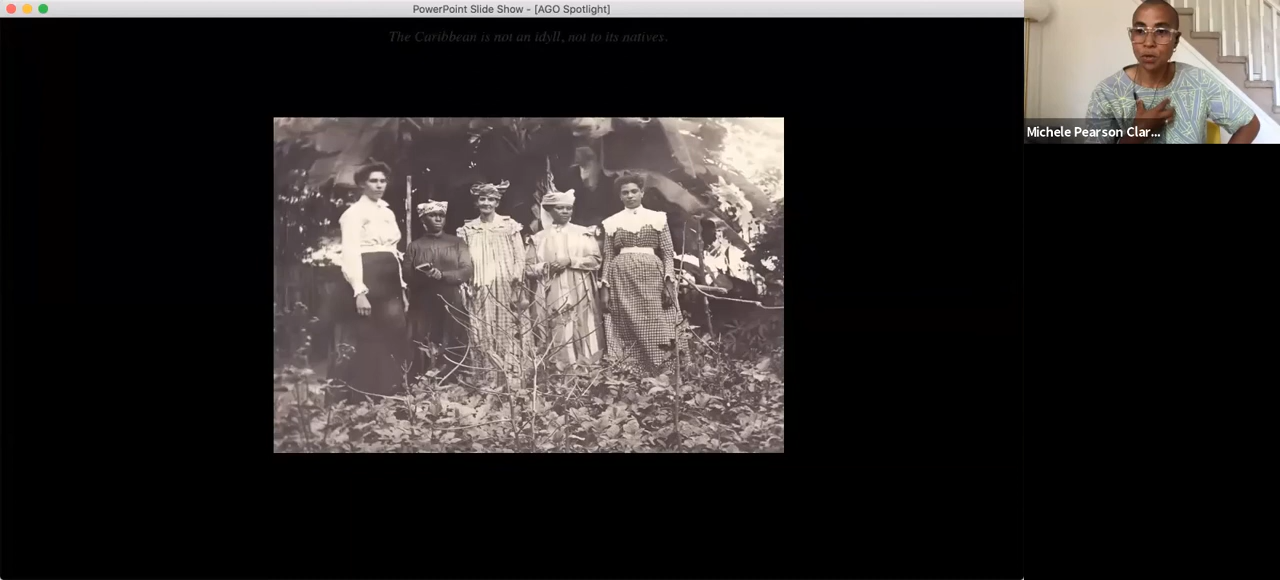 PowerPoint Slide Show - [AGO Spotlight]
The Caribbean is not an idyll, not to its natives.
Michele Pearson Clar...